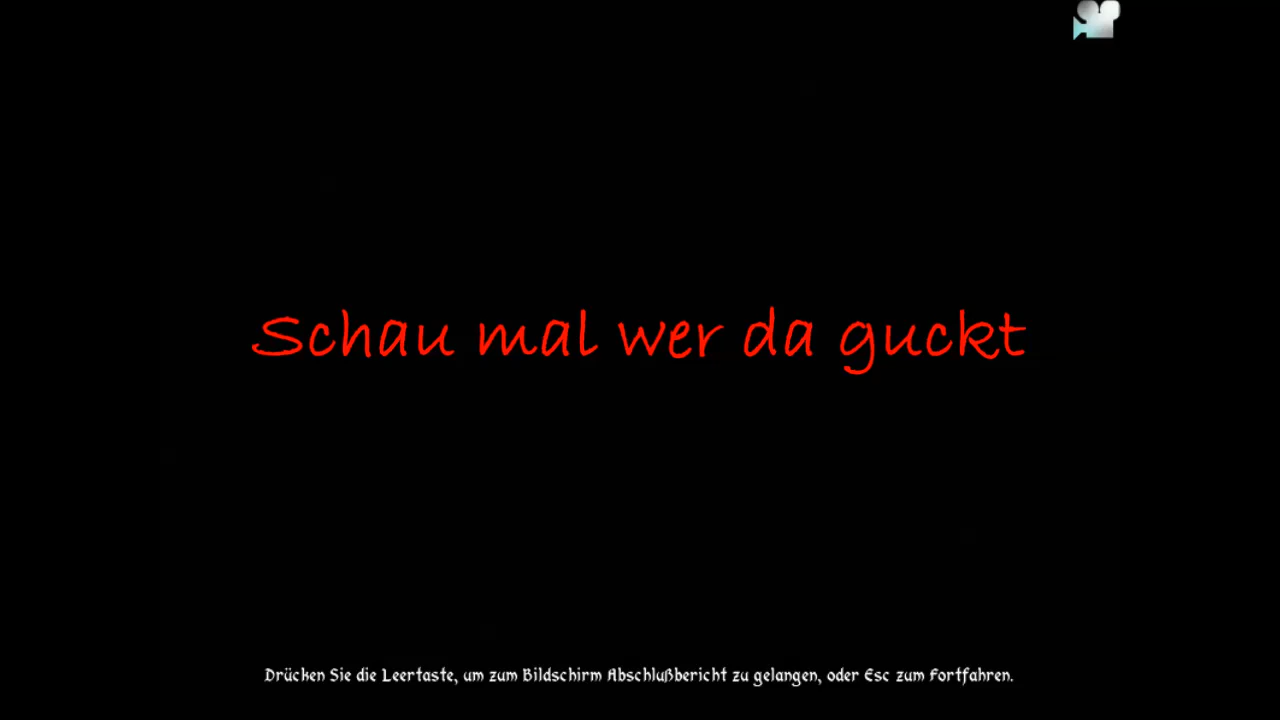 Schau mal wer da guckt
Drücken Sie die Leertaste, um zum Bildschirm Abschlußbericht zu gelangen, oder Esc zum Fortfahren.